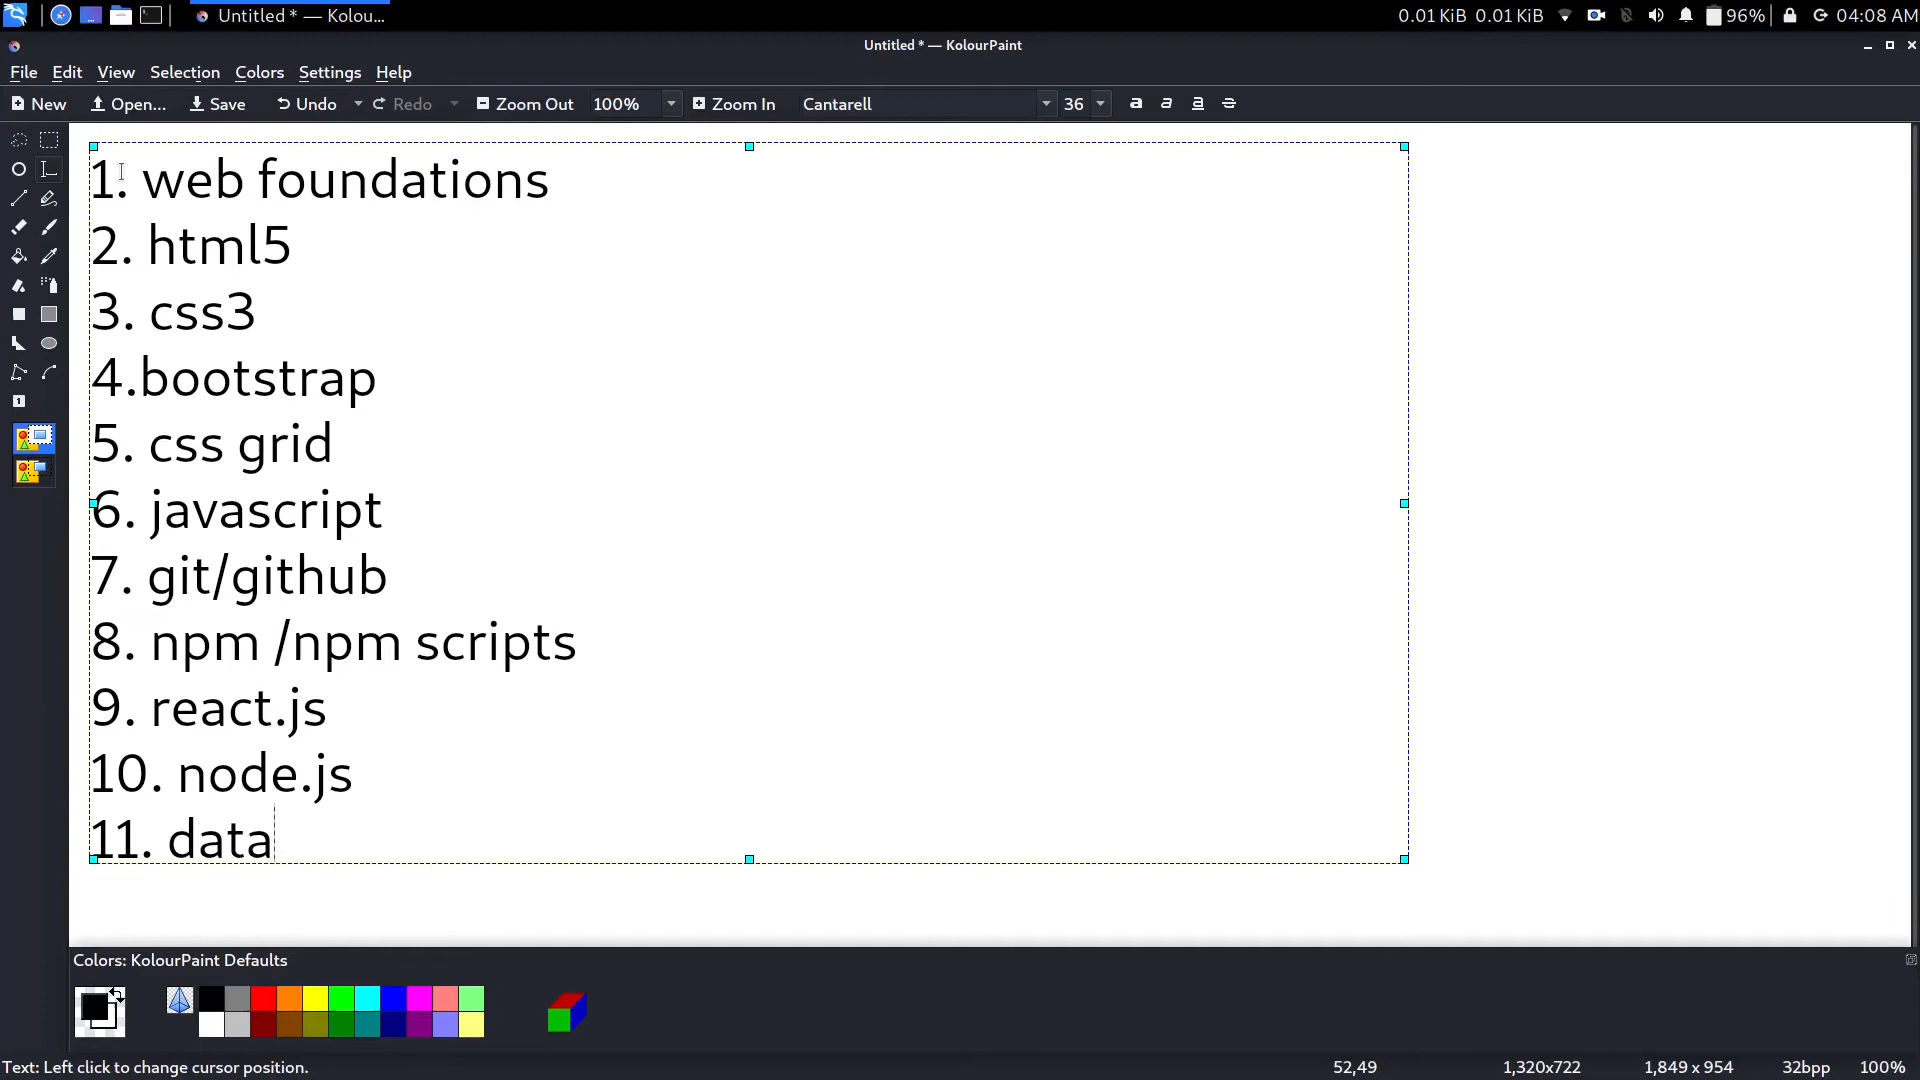 Untitled * — Kolou...
0.01 KiB 0.01 KiB 96% 04:08 AM
Untitled * — KolourPaint
File Edit View Selection Colors Settings Help
New Open... Save Undo Redo Zoom Out 100% Zoom In Cantarell 36 a a a
1. web foundations
2. html5
3. css3
4.bootstrap
5. css grid
6. javascript
7. git/github
8. npm /npm scripts
9. react.js
10. node.js
11. data
Colors: KolourPaint Defaults
Text: Left click to change cursor position. 52,49 1,320x722 1,849 x 954 32bpp 100%